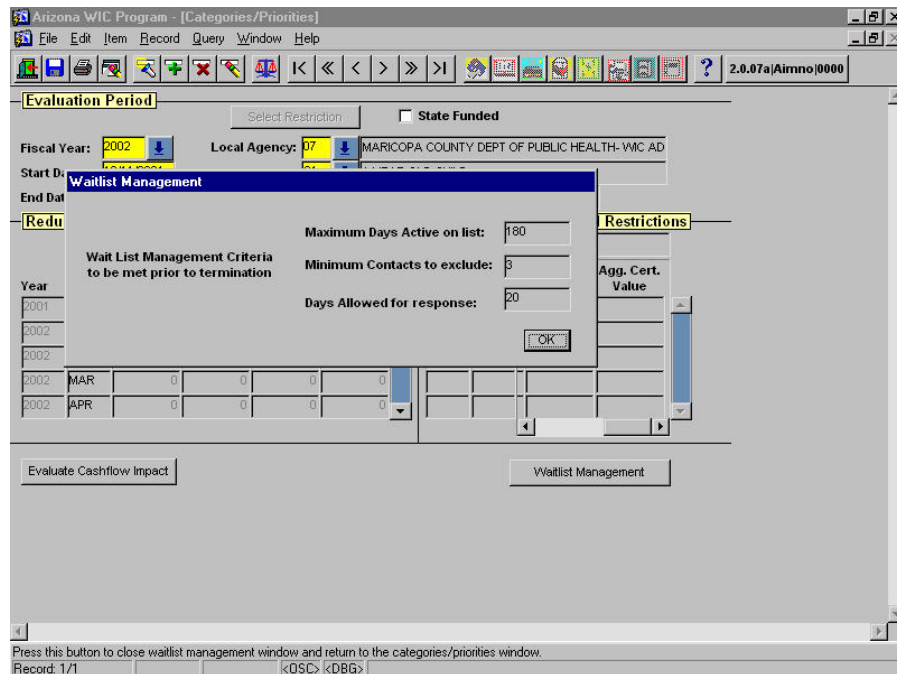 Arizona WIC Program - [Categories/Priorities]
File Edit Item Record Query Window Help
2.0.07a|Aimno|0000
Evaluation Period
Select Restriction State Funded
Fiscal Year: 2002 Local Agency: 07 MARICOPA COUNTY DEPT OF PUBLIC HEALTH- WIC AD
Start Da
Waitlist Management
End Dat
Redu Restrictions
Maximum Days Active on list: 180
Wait List Management Criteria
to be met prior to termination
Minimum Contacts to exclude: 3
Days Allowed for response: 20
OK
Agg. Cert.
Value
Year
2001
2002
2002
2002 MAR 0 0 0 0
2002 APR 0 0 0 0
Evaluate Cashflow Impact Waitlist Management
Press this button to close waitlist management window and return to the categories/priorities window.
Record: 1/1 <OSC> <DBG>